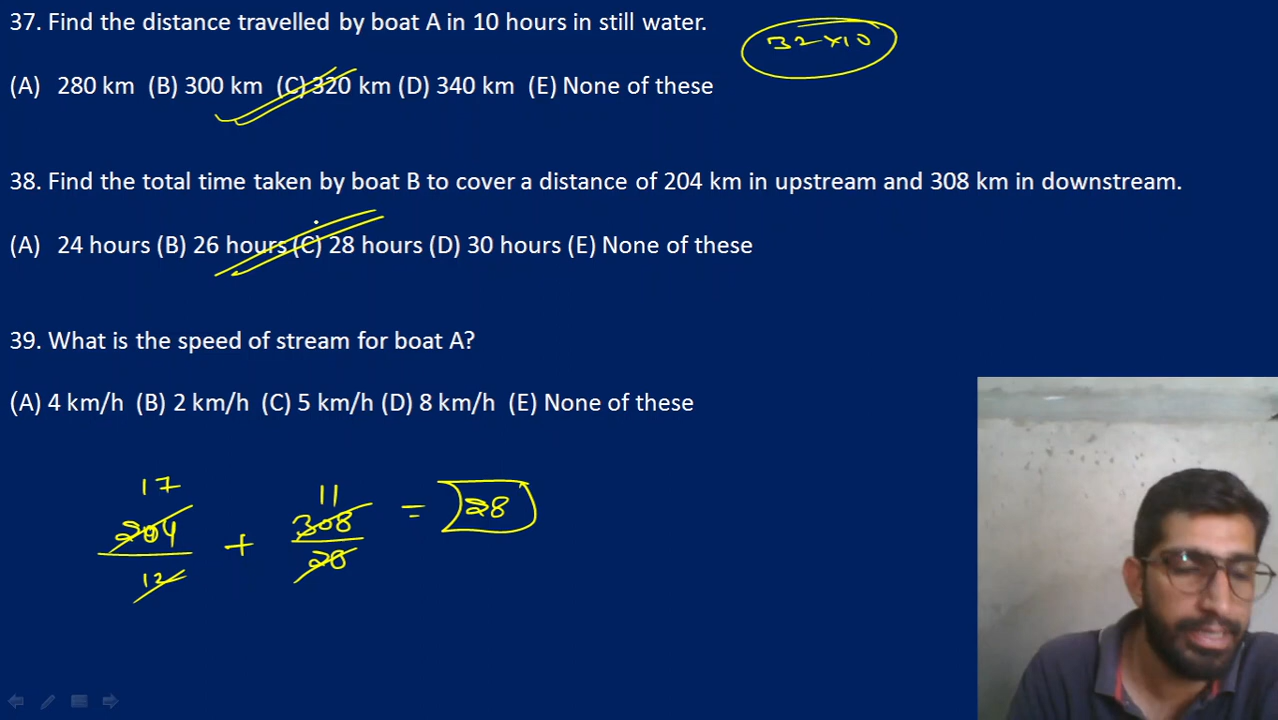 37. Find the distance travelled by boat A in 10 hours in still water.
32×10
(A) 280 km (B) 300 km (C) 320 km (D) 340 km (E) None of these
38. Find the total time taken by boat B to cover a distance of 204 km in upstream and 308 km in downstream.
(A) 24 hours (B) 26 hours (C) 28 hours (D) 30 hours (E) None of these
39. What is the speed of stream for boat A?
(A) 4 km/h (B) 2 km/h (C) 5 km/h (D) 8 km/h (E) None of these
17 11
204 + 308 = 28
12 28